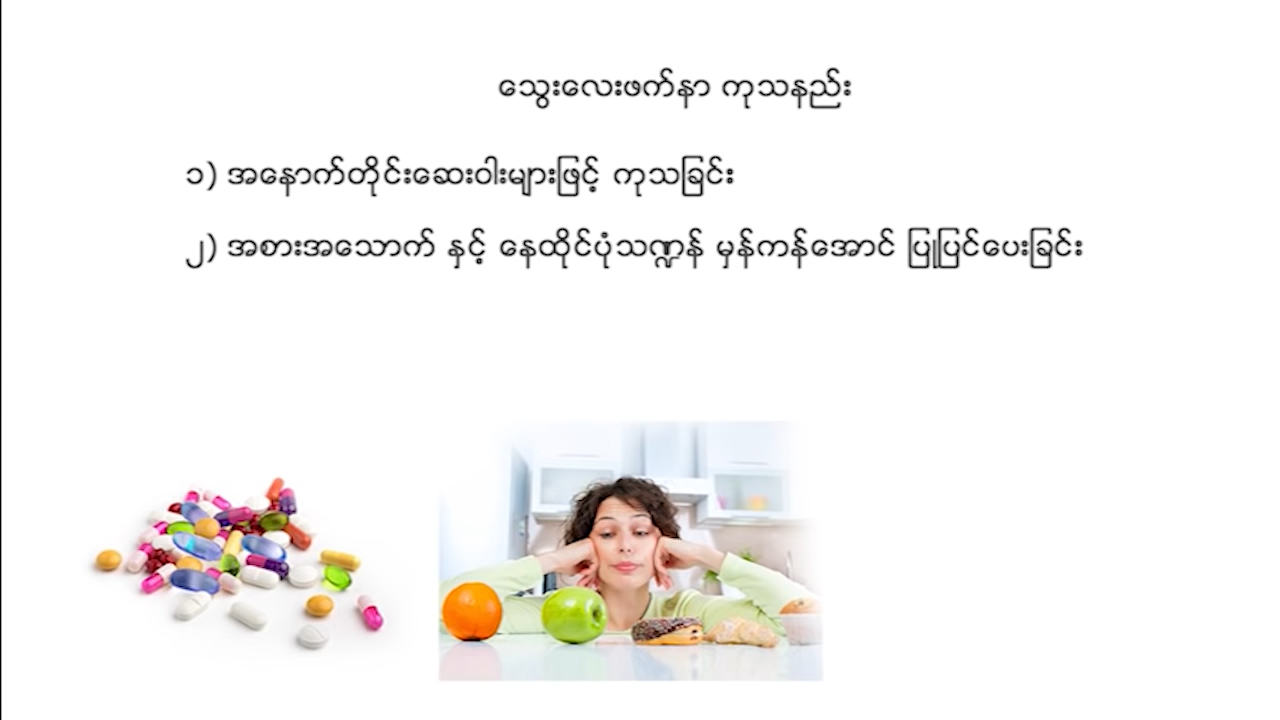 သွေးလေးဖက်နာ ကုသနည်း
၁) အနောက်တိုင်းဆေးဝါးများဖြင့် ကုသခြင်း
၂) အစားအသောက် နှင့် နေထိုင်ပုံသဏ္ဍန် မှန်ကန်အောင် ပြုပြင်ပေးခြင်း